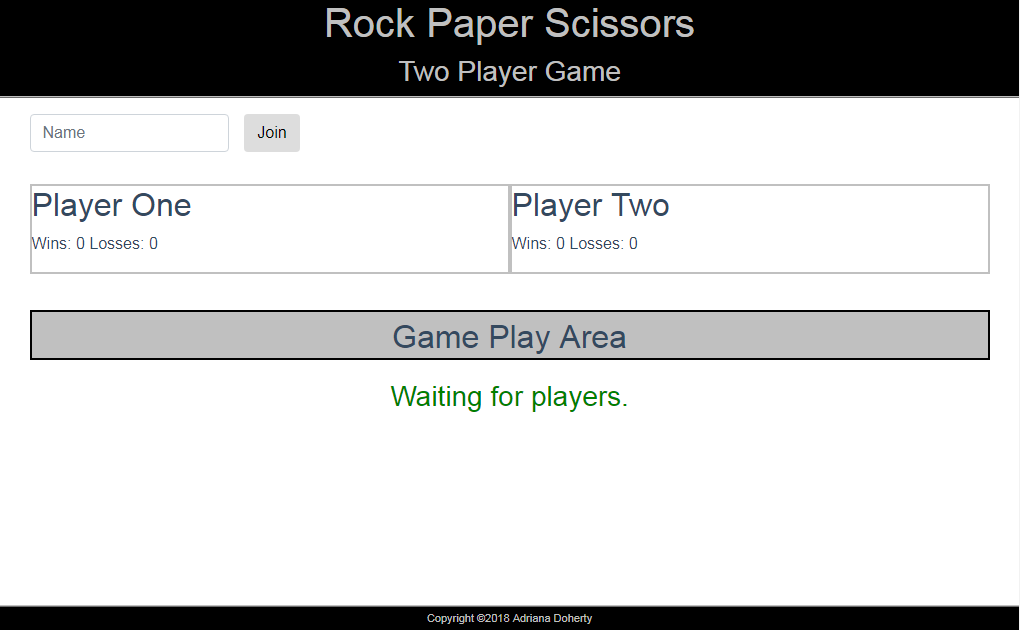 Rock Paper Scissors
Two Player Game
Name
Join
Player One
Wins: 0 Losses: 0
Player Two
Wins: 0 Losses: 0
Game Play Area
Waiting for players.
Copyright ©2018 Adriana Doherty